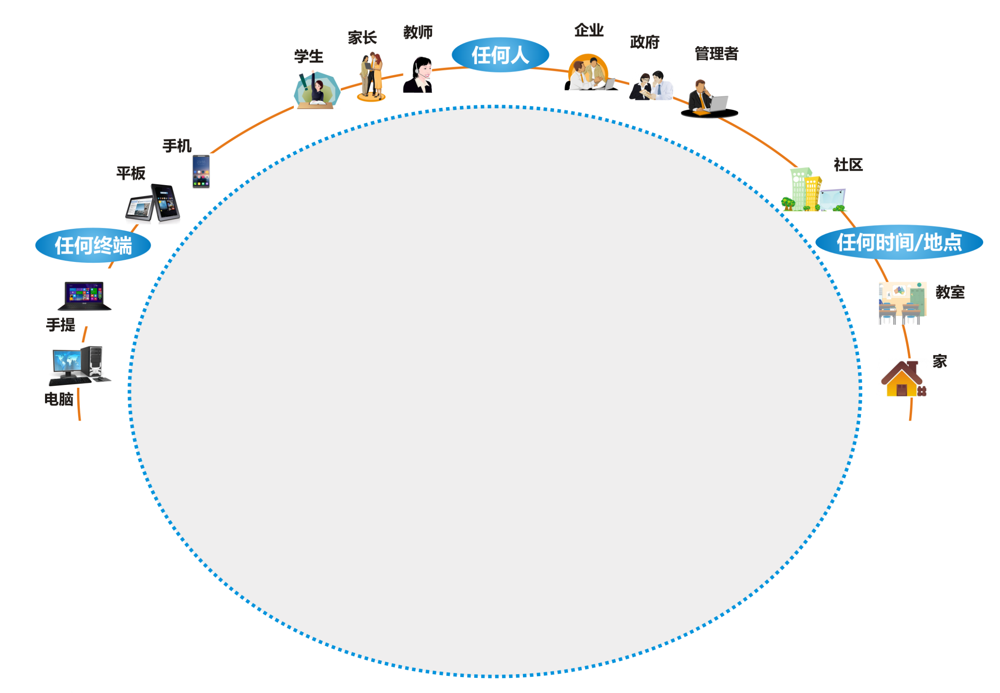 企业
教师
家长
政府
任何人
管理者
学生
手机
社区
平板
任何终端
任何时间/地点
教室
手提
家
电脑